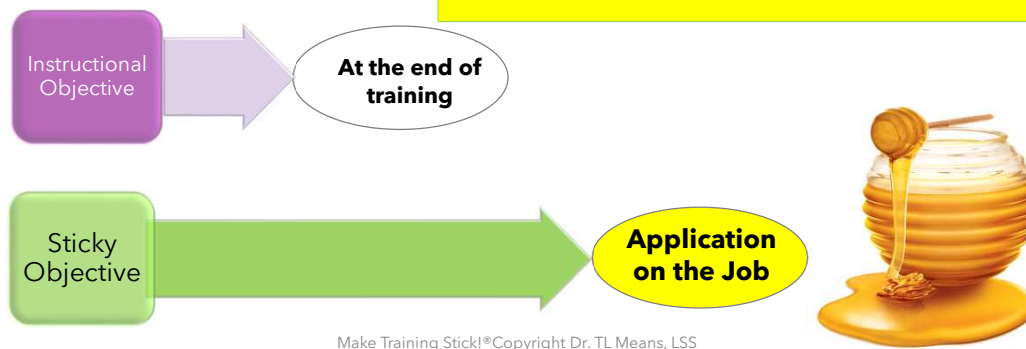 Instructional
Objective
At the end of
training
Sticky
Objective
Application
on the Job
Make Training Stick!®Copyright Dr. TL Means, LSS